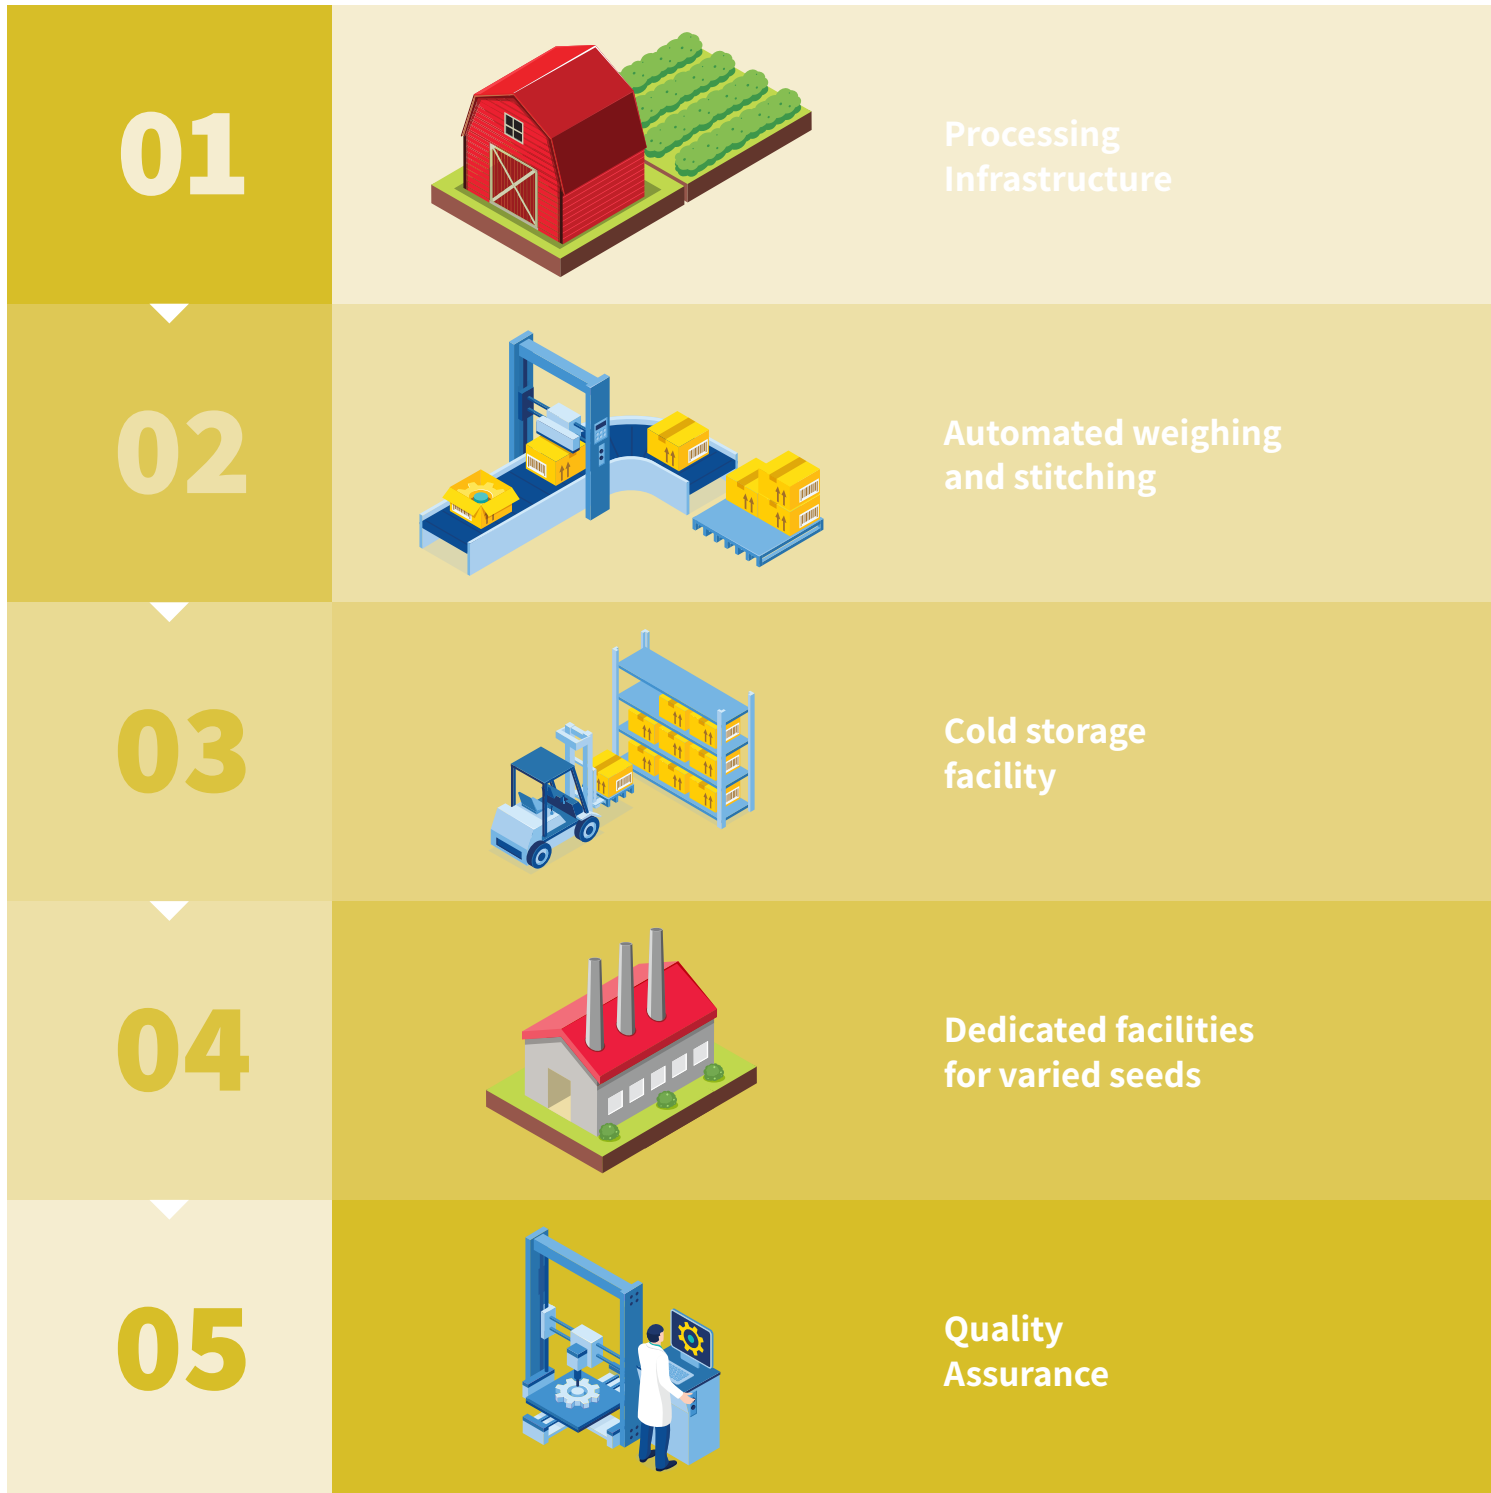 01
Processing
Infrastructure
02
Automated weighing
and stitching
03
Cold storage
facility
04
Dedicated facilities
for varied seeds
05
Quality
Assurance